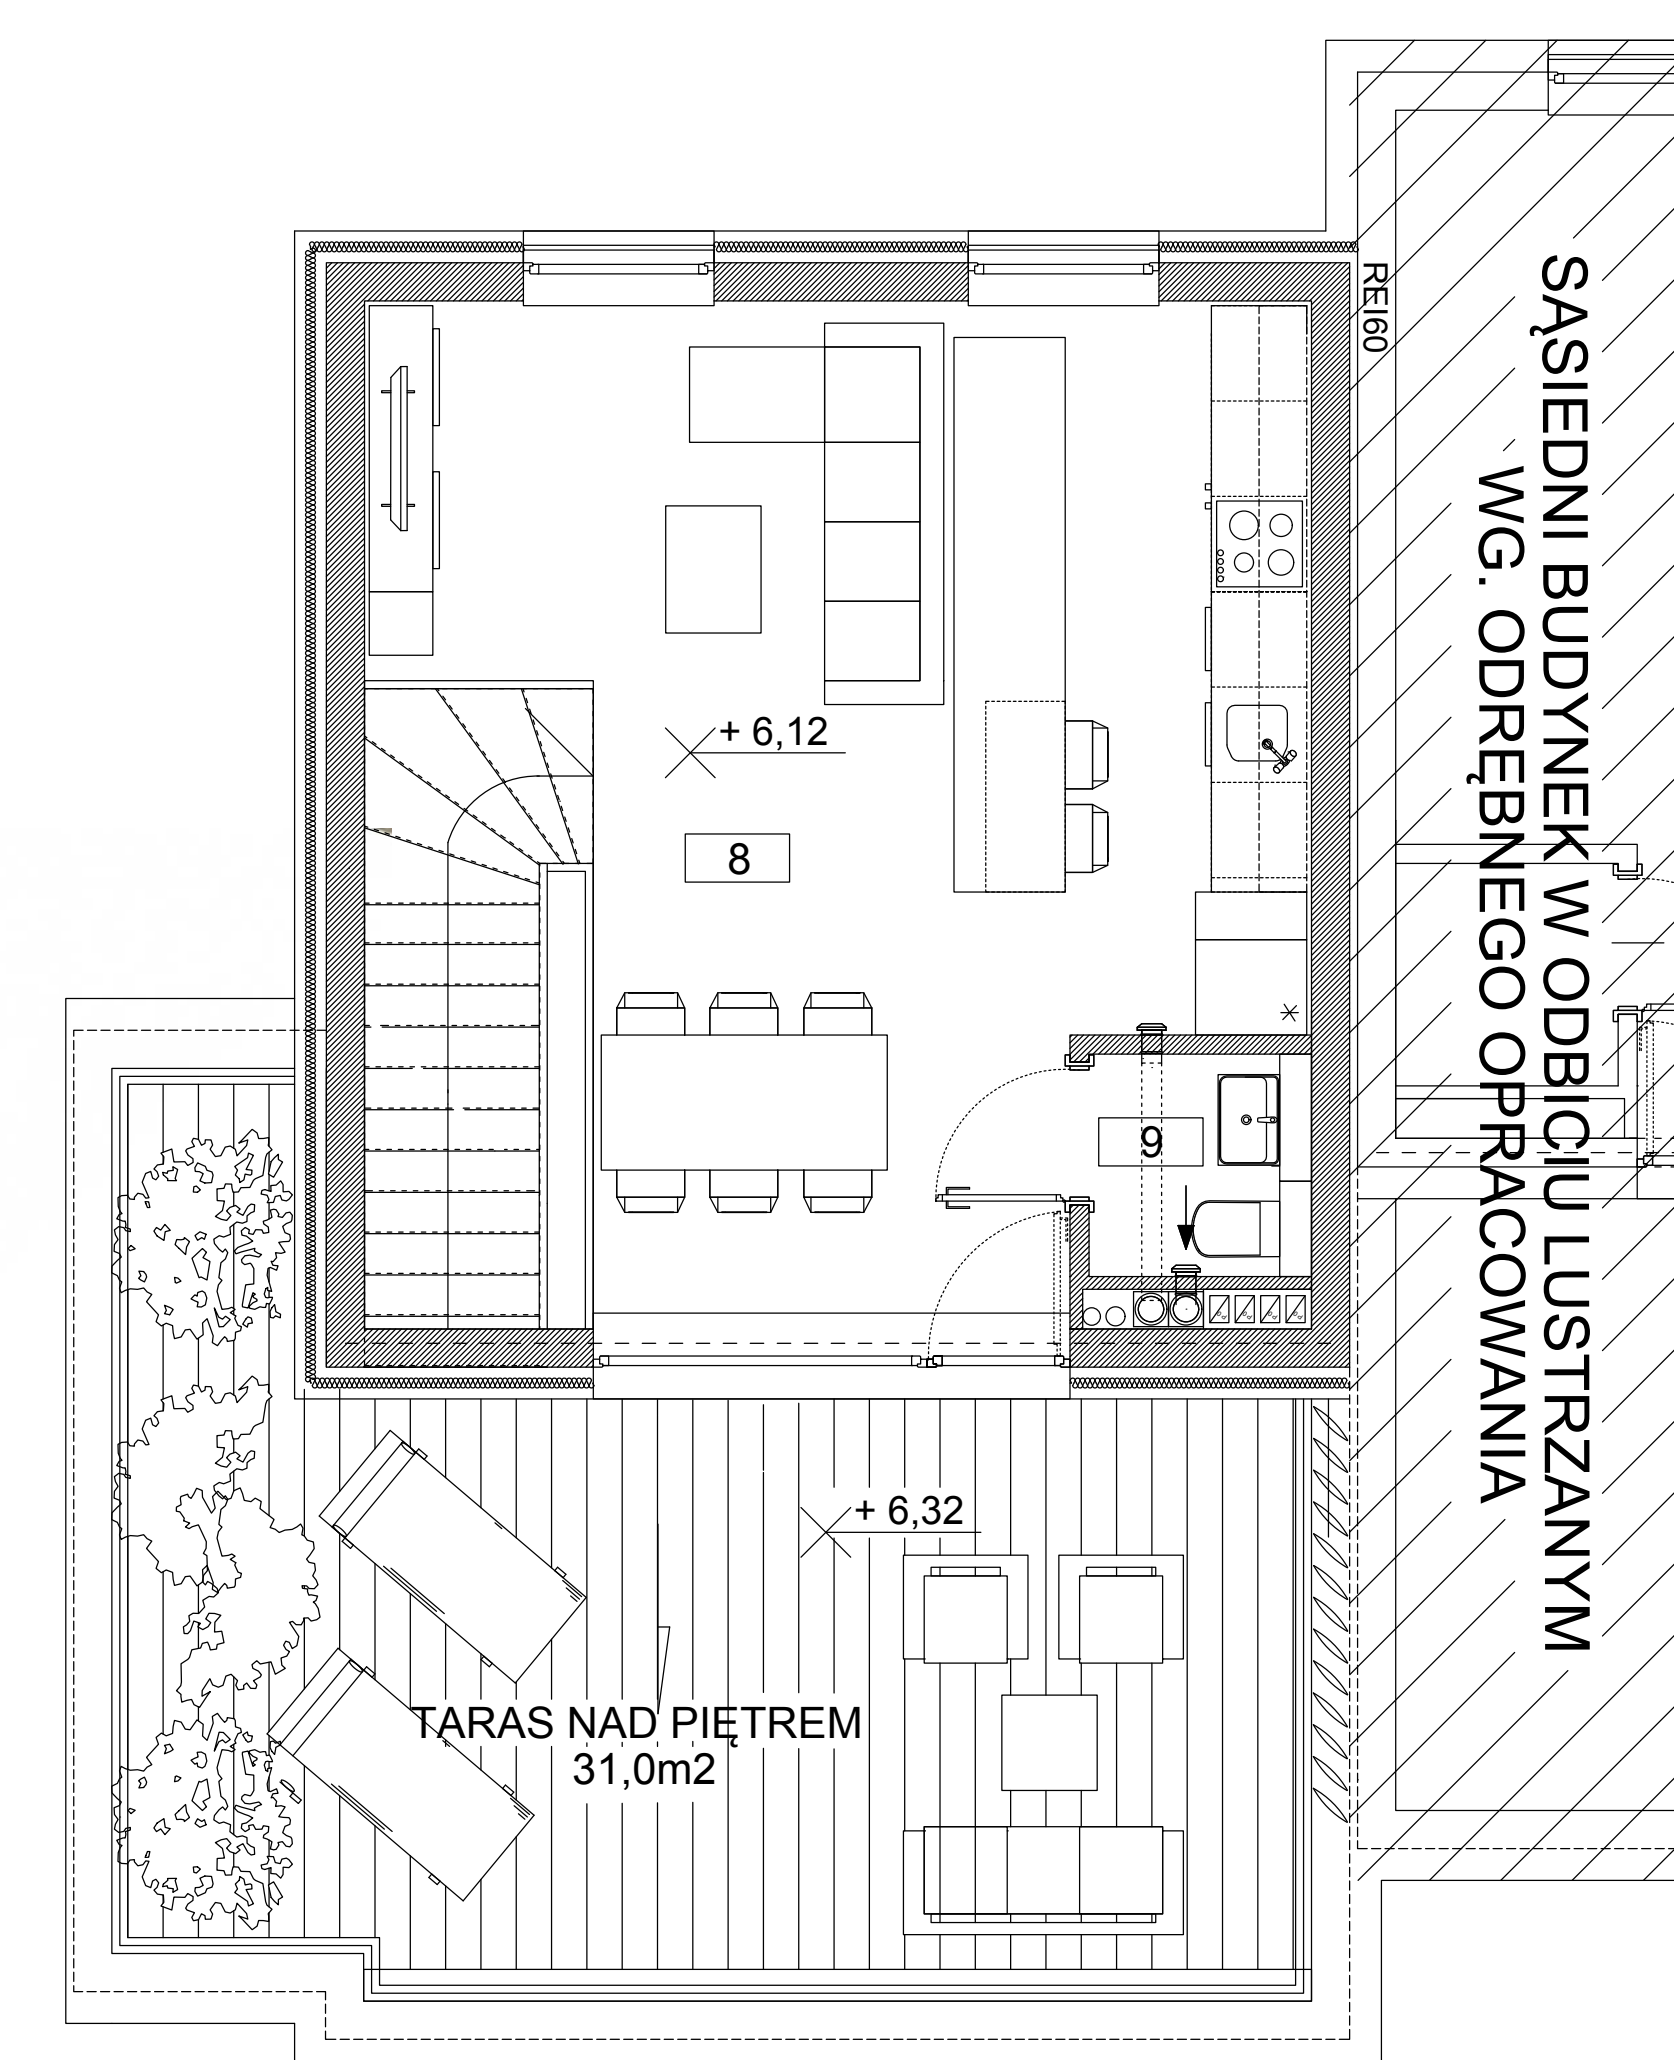 REI60
SĄSIEDNI BUDYNEK W ODBICIU LUSTRZANYM
WG. ODRĘBNEGO OPRACOWANIA
+ 6,12
8
9
+ 6,32
TARAS NAD PIĘTREM
31,0m2